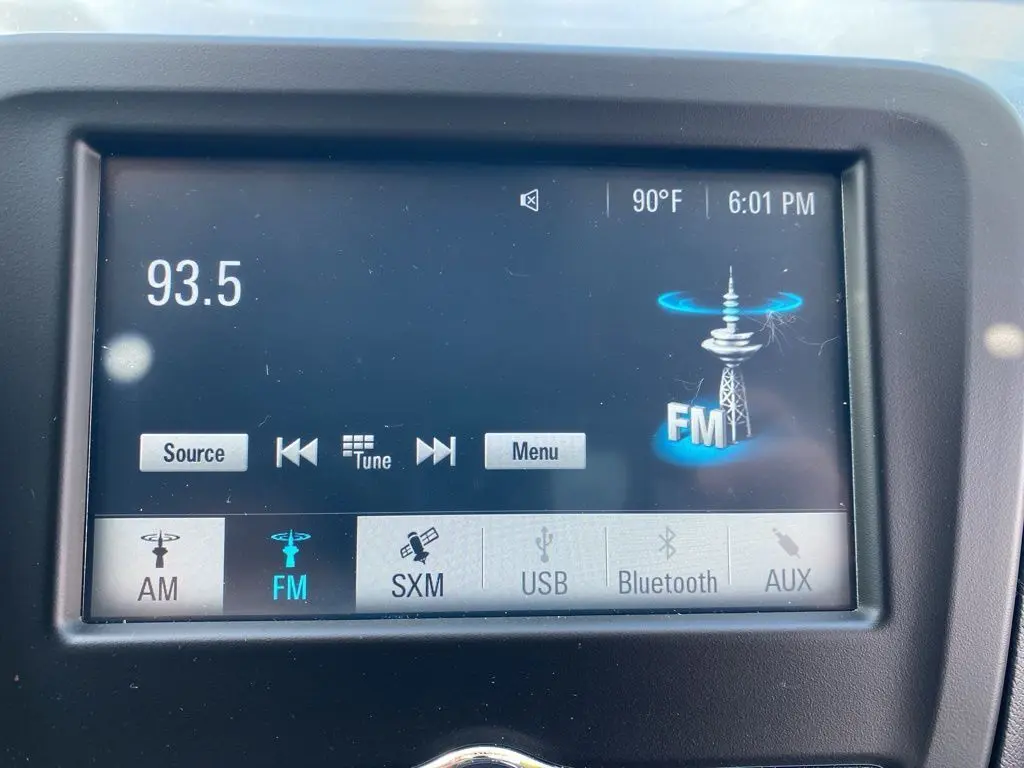 90°F 6:01 PM
93.5
FM
Source Tune Menu
AM FM SXM USB Bluetooth AUX